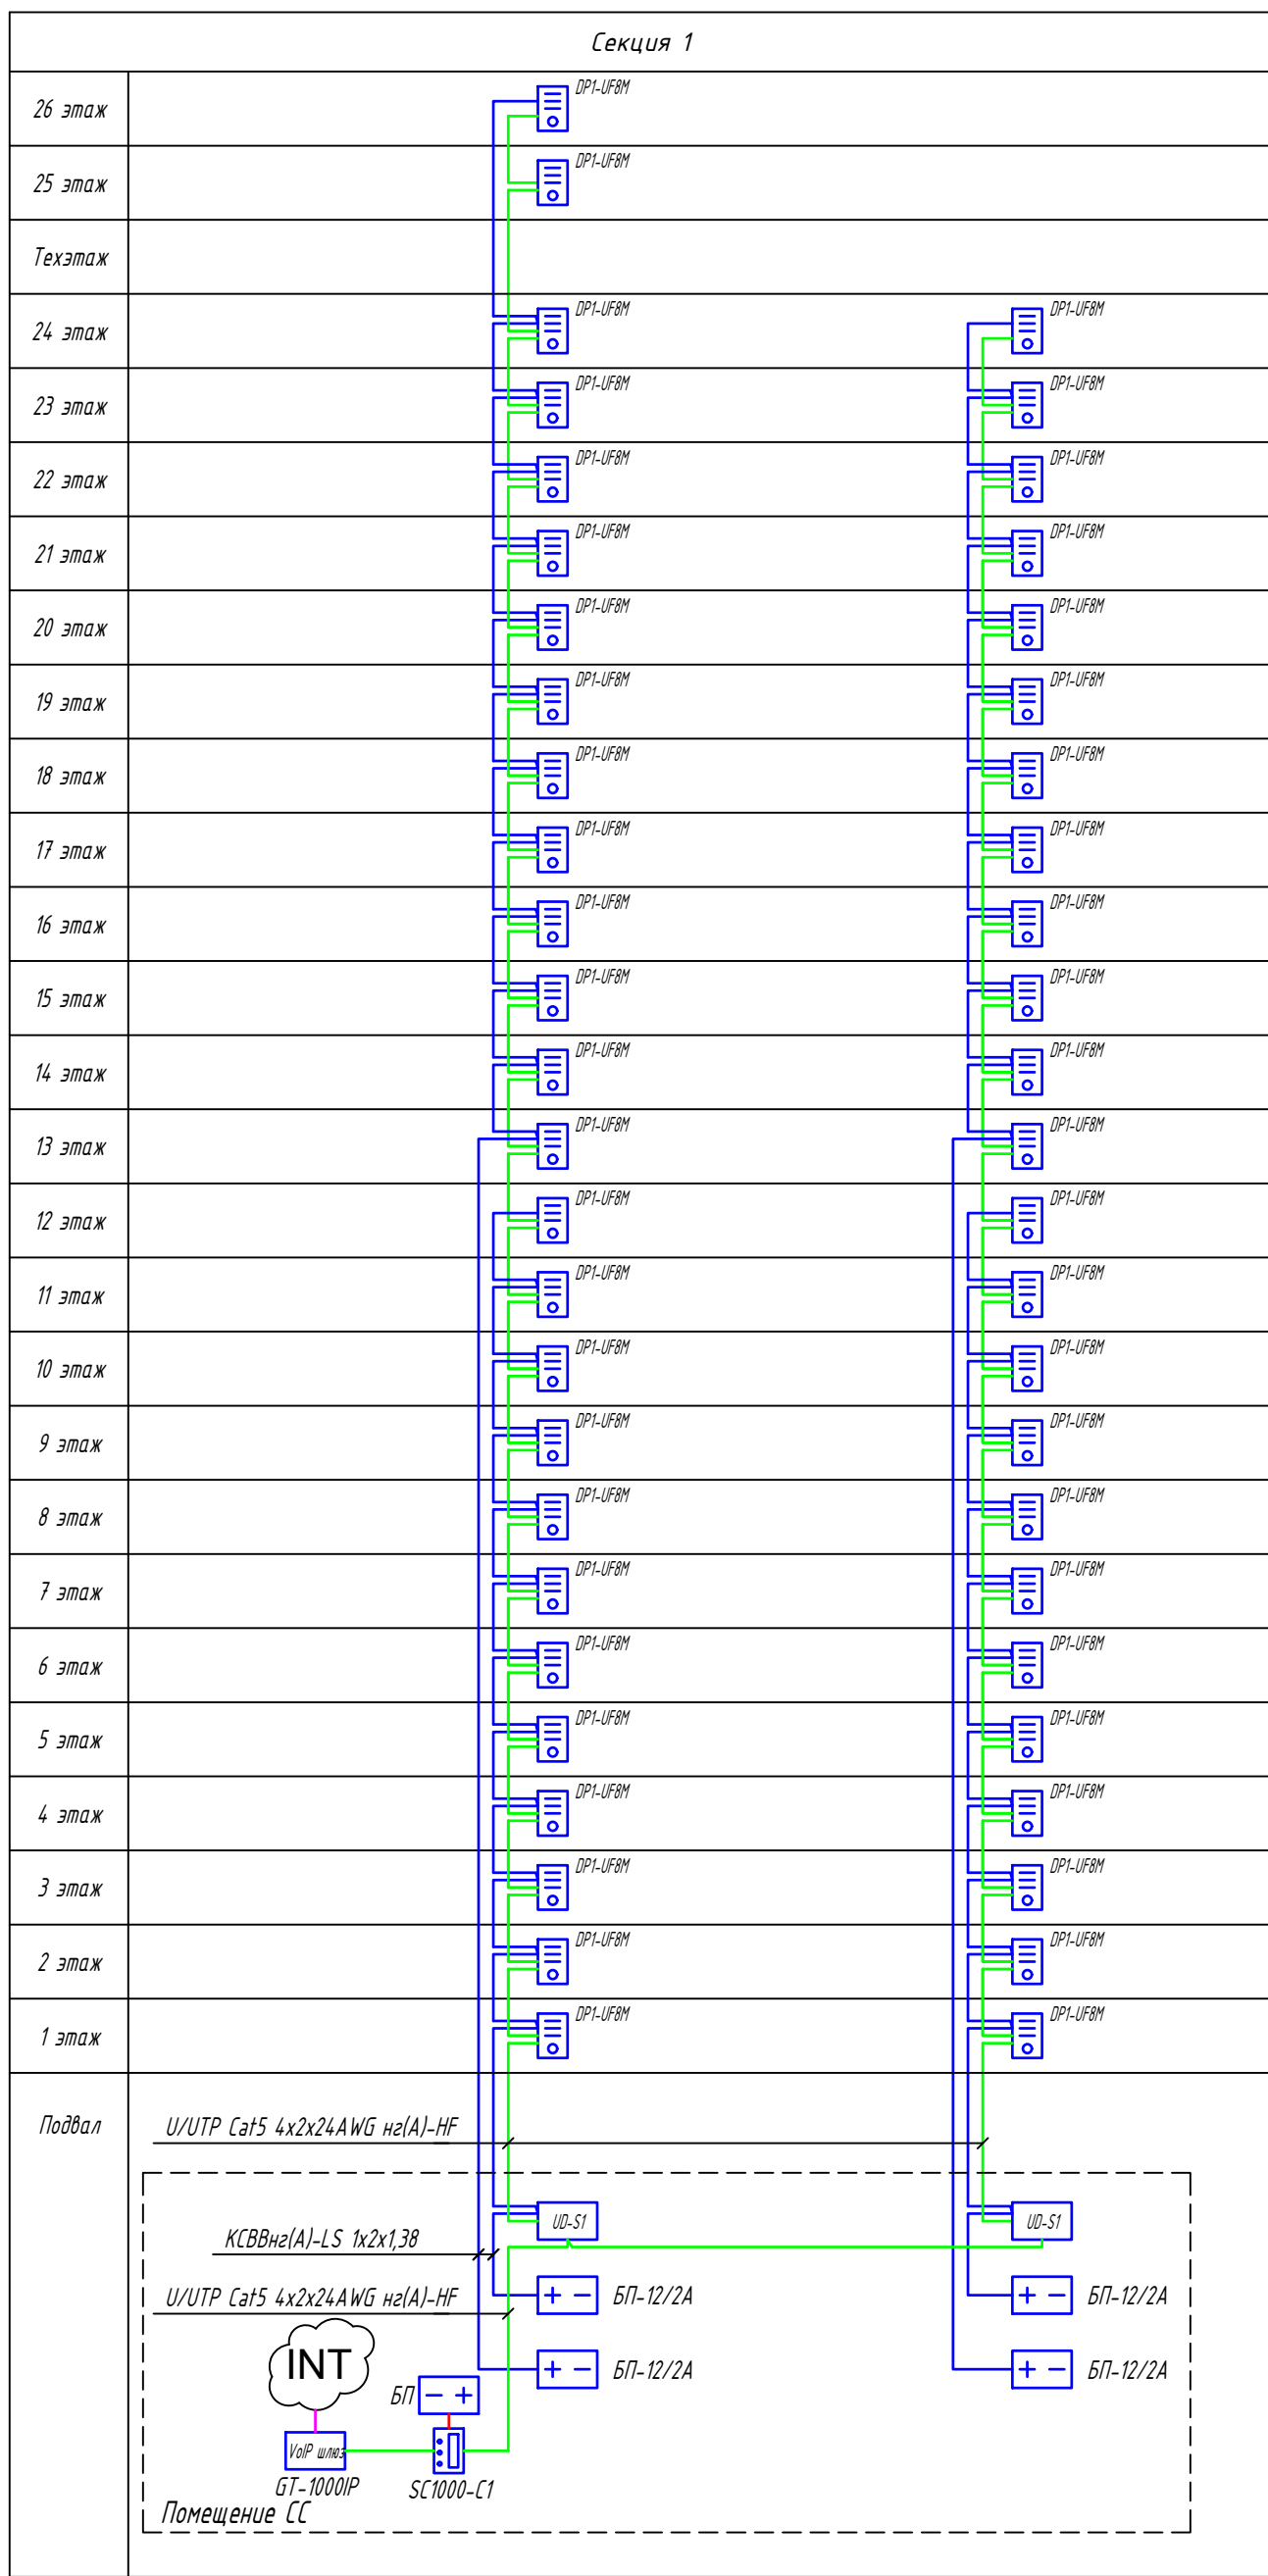 Секция 1
26 этаж
DP1-UF8M
25 этаж
DP1-UF8M
Техэтаж
24 этаж
DP1-UF8M
DP1-UF8M
23 этаж
DP1-UF8M
DP1-UF8M
22 этаж
DP1-UF8M
DP1-UF8M
21 этаж
DP1-UF8M
DP1-UF8M
20 этаж
DP1-UF8M
DP1-UF8M
19 этаж
DP1-UF8M
DP1-UF8M
18 этаж
DP1-UF8M
DP1-UF8M
17 этаж
DP1-UF8M
DP1-UF8M
16 этаж
DP1-UF8M
DP1-UF8M
15 этаж
DP1-UF8M
DP1-UF8M
14 этаж
DP1-UF8M
DP1-UF8M
13 этаж
DP1-UF8M
DP1-UF8M
12 этаж
DP1-UF8M
DP1-UF8M
11 этаж
DP1-UF8M
DP1-UF8M
10 этаж
DP1-UF8M
DP1-UF8M
9 этаж
DP1-UF8M
DP1-UF8M
8 этаж
DP1-UF8M
DP1-UF8M
7 этаж
DP1-UF8M
DP1-UF8M
6 этаж
DP1-UF8M
DP1-UF8M
5 этаж
DP1-UF8M
DP1-UF8M
4 этаж
DP1-UF8M
DP1-UF8M
3 этаж
DP1-UF8M
DP1-UF8M
2 этаж
DP1-UF8M
DP1-UF8M
1 этаж
DP1-UF8M
DP1-UF8M
Подвал
U/UTP Cat5 4x2x24AWG нг(А)-HF
UD-S1
UD-S1
КСВВнг(А)-LS 1x2x1,38
U/UTP Cat5 4x2x24AWG нг(А)-HF
+ − БП-12/2А
+ − БП-12/2А
INT
+ − БП-12/2А
+ − БП-12/2А
БП − +
VoIP шлюз
GT-1000IP
SC1000-C1
Помещение СС